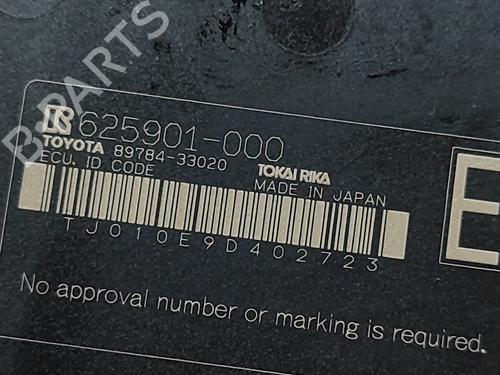 B-PARTS
625901-000
TOYOTA 89784-33020 TOKAI RIKA
ECU. ID CODE MADE IN JAPAN
TJ010E9D402723
E
No approval number or marking is required.